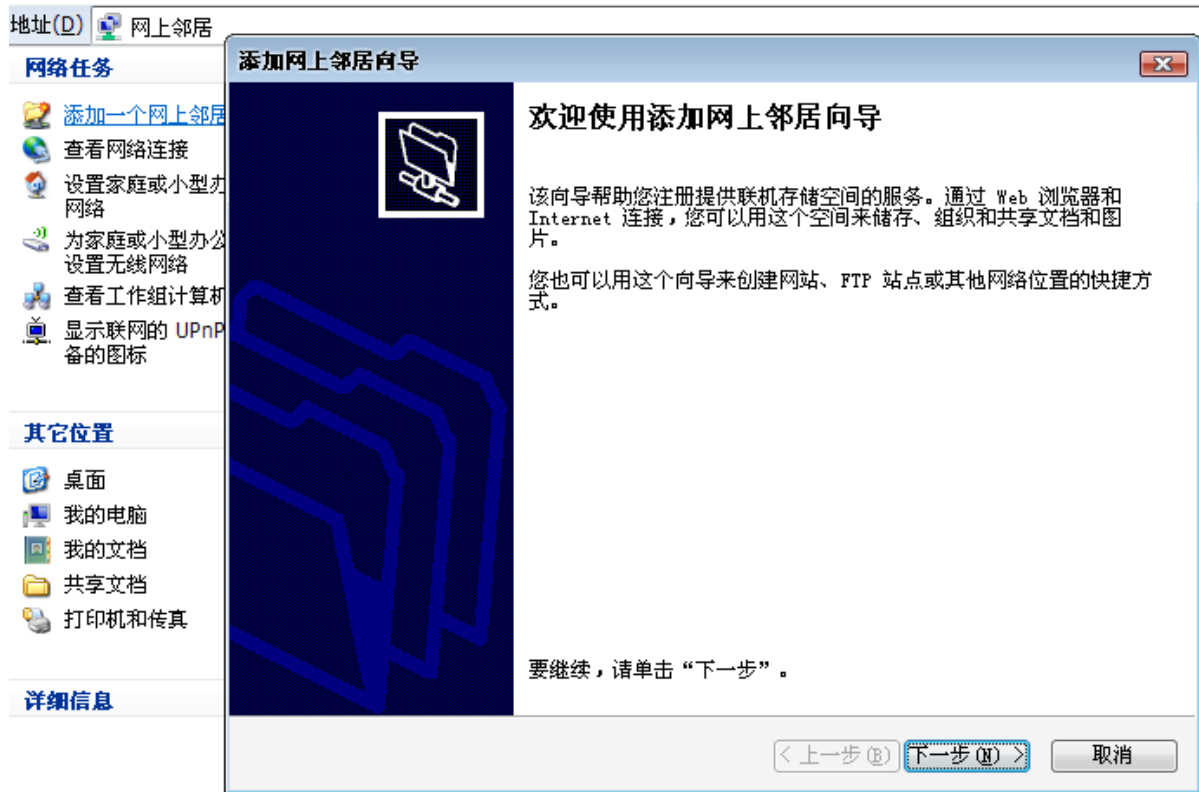 地址(D) 网上邻居
网络任务
添加一个网上邻居
查看网络连接
设置家庭或小型办
网络
为家庭或小型办公
设置无线网络
查看工作组计算机
显示联网的 UPnP
备的图标
其它位置
桌面
我的电脑
我的文档
共享文档
打印机和传真
详细信息
添加网上邻居向导
欢迎使用添加网上邻居向导
该向导帮助您注册提供联机存储空间的服务。通过 Web 浏览器和
Internet 连接，您可以用这个空间来储存、组织和共享文档和图
片。
您也可以用这个向导来创建网站、FTP 站点或其他网络位置的快捷方
式。
要继续，请单击“下一步”。
< 上一步(B) 下一步(N) > 取消